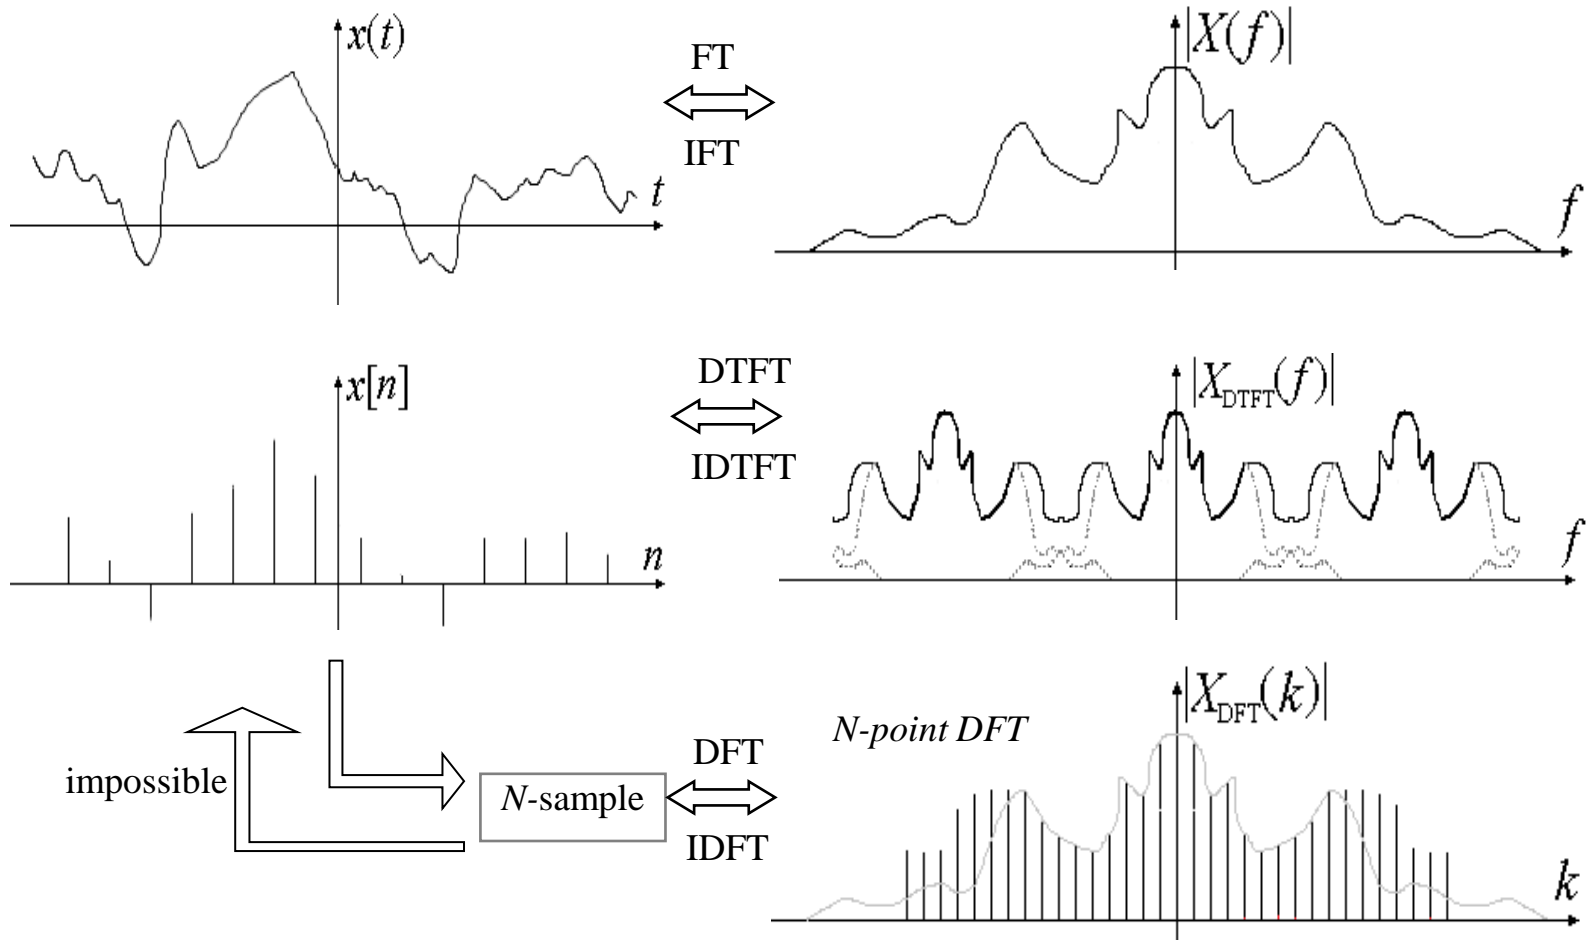 x(t)
FT
IFT
t
|X(f)|
f
x[n]
DTFT
IDTFT
n
|X_DTFT(f)|
f
impossible
N-sample
DFT
IDFT
N-point DFT
|X_DFT(k)|
k